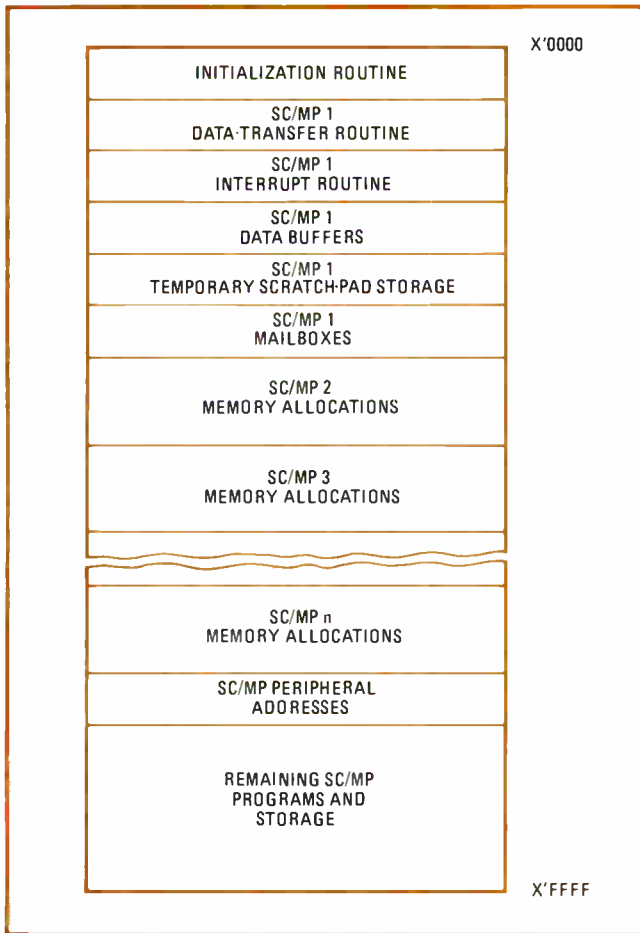 X'0000
INITIALIZATION ROUTINE
SC/MP 1
DATA-TRANSFER ROUTINE
SC/MP 1
INTERRUPT ROUTINE
SC/MP 1
DATA BUFFERS
SC/MP 1
TEMPORARY SCRATCH-PAD STORAGE
SC/MP 1
MAILBOXES
SC/MP 2
MEMORY ALLOCATIONS
SC/MP 3
MEMORY ALLOCATIONS
SC/MP n
MEMORY ALLOCATIONS
SC/MP PERIPHERAL
ADDRESSES
REMAINING SC/MP
PROGRAMS AND
STORAGE
X'FFFF